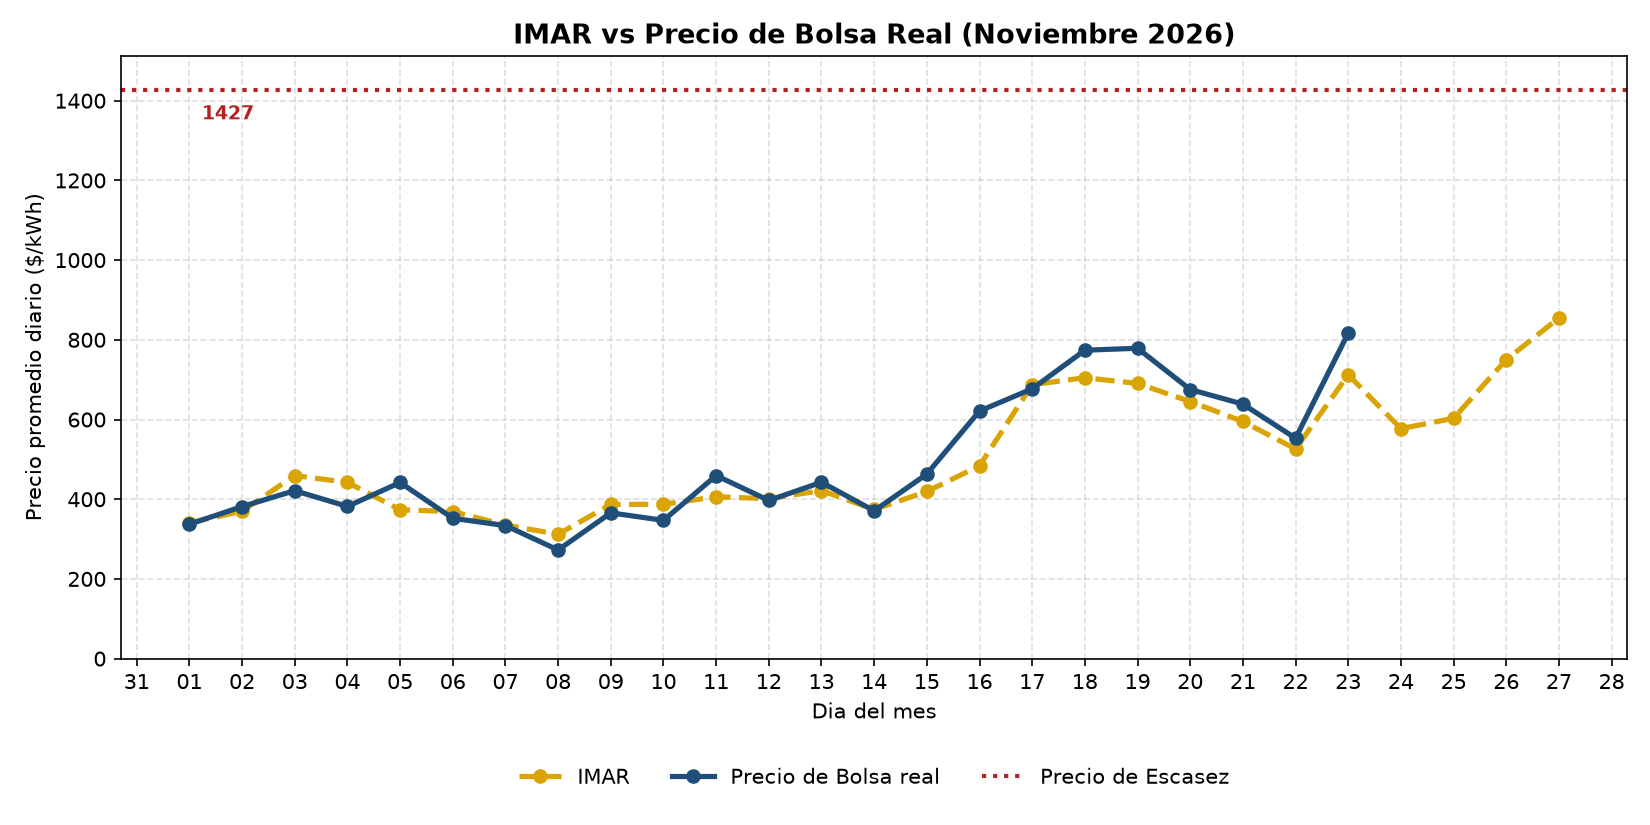 IMAR vs Precio de Bolsa Real (Noviembre 2026)
Precio promedio diario ($/kWh)
1400
1200
1000
800
600
400
200
0
1427
31 01 02 03 04 05 06 07 08 09 10 11 12 13 14 15 16 17 18 19 20 21 22 23 24 25 26 27 28
Dia del mes
IMAR Precio de Bolsa real Precio de Escasez